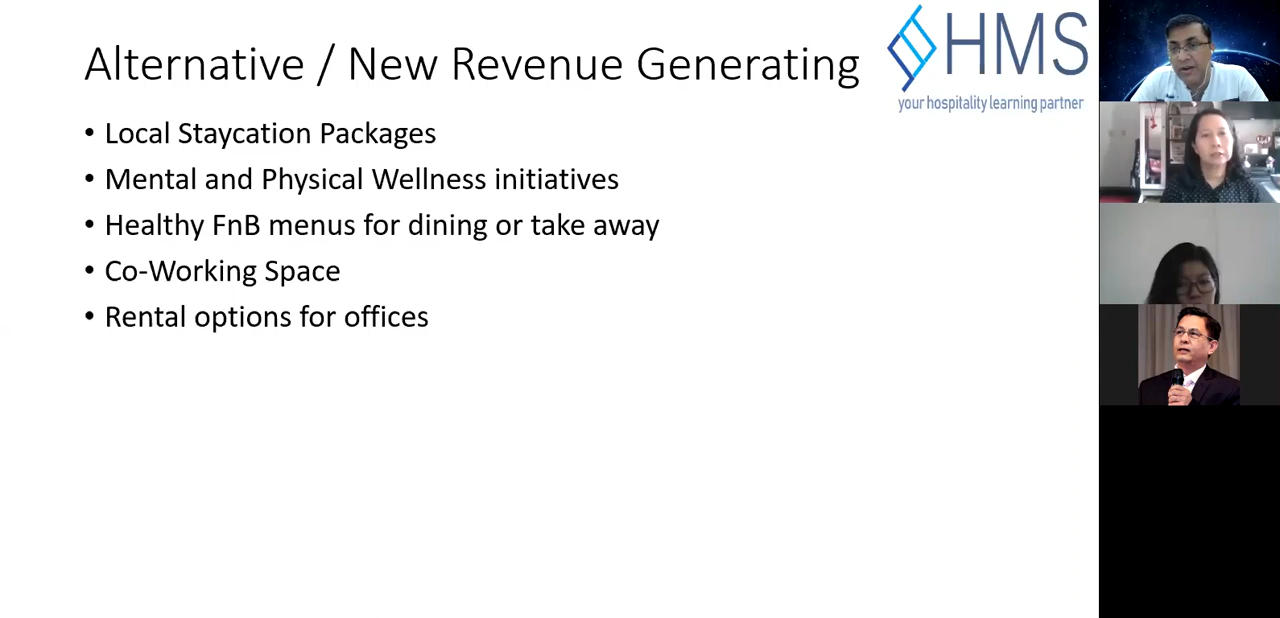 Alternative / New Revenue Generating
HMS
your hospitality learning partner
• Local Staycation Packages
• Mental and Physical Wellness initiatives
• Healthy FnB menus for dining or take away
• Co-Working Space
• Rental options for offices